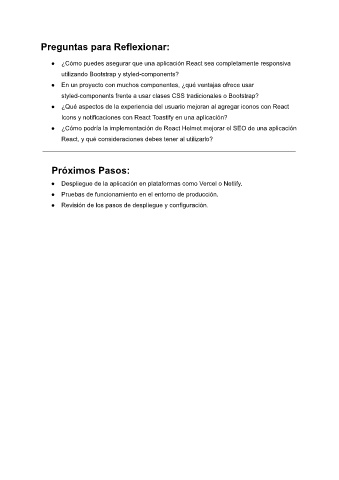 Preguntas para Reflexionar:
● ¿Cómo puedes asegurar que una aplicación React sea completamente responsiva
utilizando Bootstrap y styled-components?
● En un proyecto con muchos componentes, ¿qué ventajas ofrece usar
styled-components frente a usar clases CSS tradicionales o Bootstrap?
● ¿Qué aspectos de la experiencia del usuario mejoran al agregar iconos con React
Icons y notificaciones con React Toastify en una aplicación?
● ¿Cómo podría la implementación de React Helmet mejorar el SEO de una aplicación
React, y qué consideraciones debes tener al utilizarlo?
Próximos Pasos:
● Despliegue de la aplicación en plataformas como Vercel o Netlify.
● Pruebas de funcionamiento en el entorno de producción.
● Revisión de los pasos de despliegue y configuración.